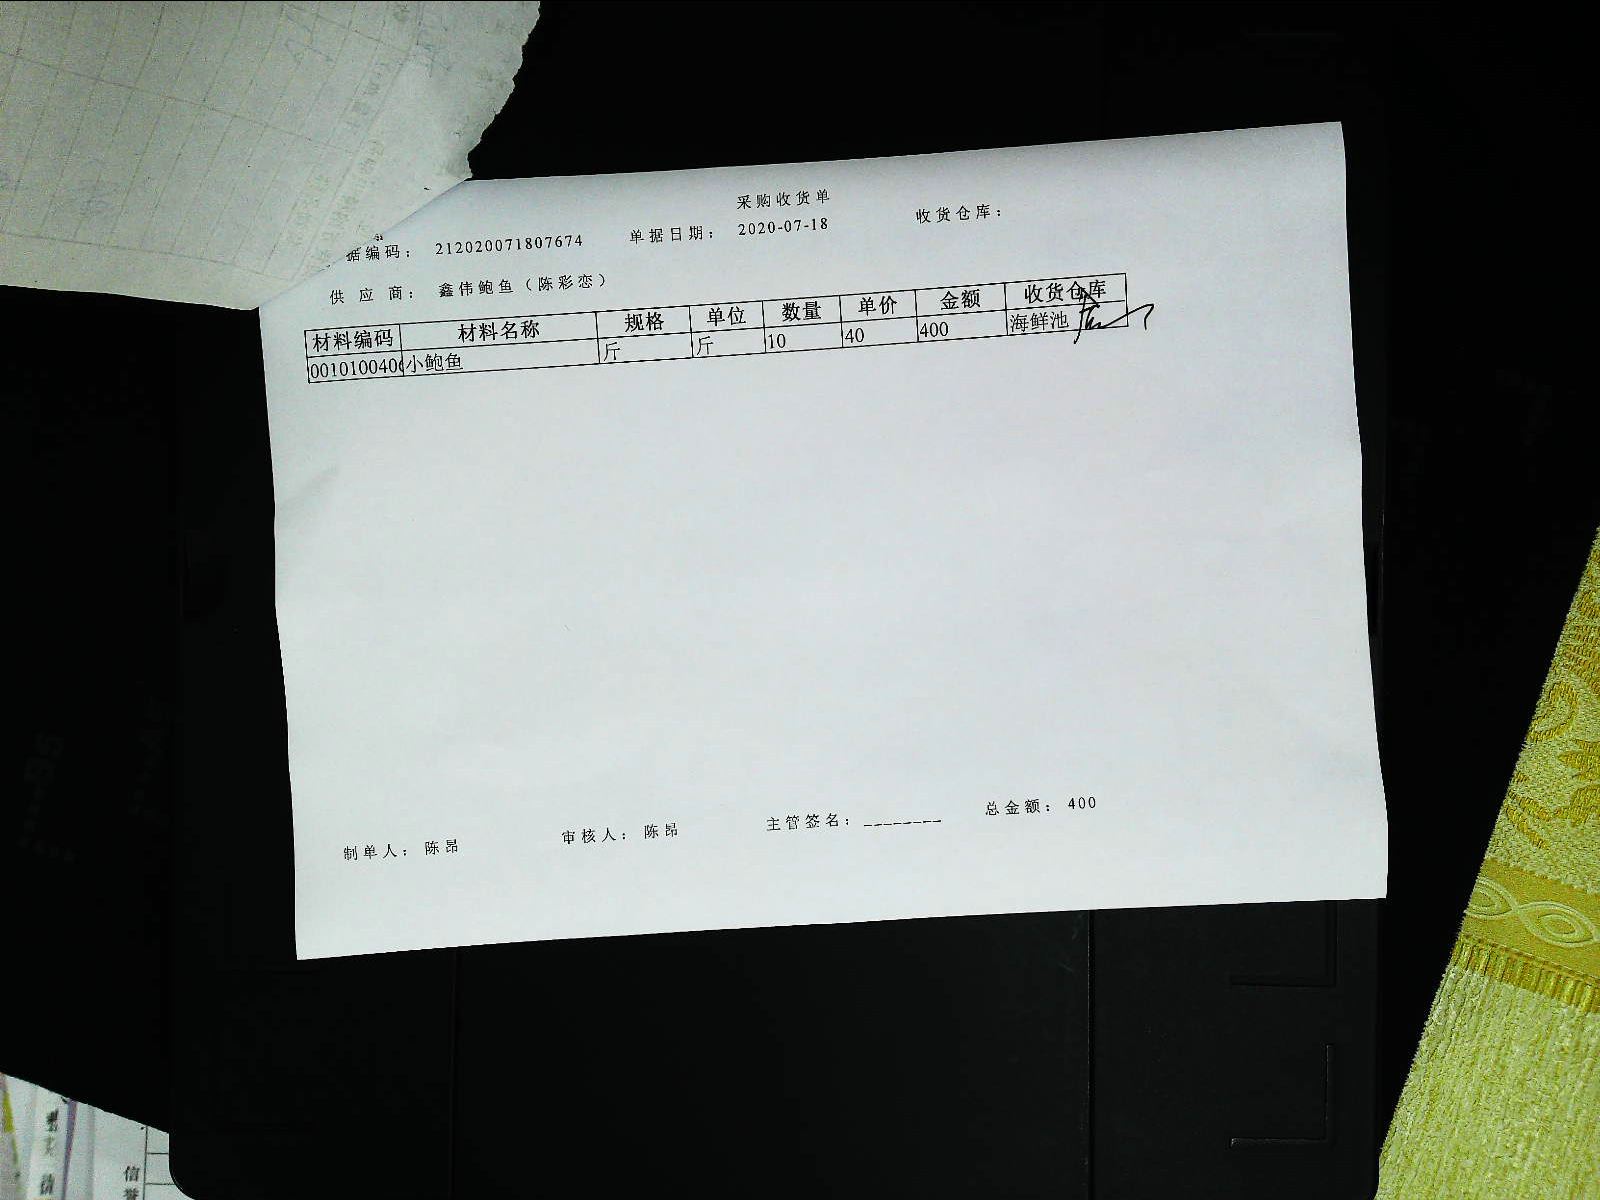 采购收货单
据编码： 212020071807674 单据日期： 2020-07-18 收货仓库：
供应商： 鑫伟鲍鱼（陈彩恋）
材料编码 材料名称 规格 单位 数量 单价 金额 收货仓库
001010040 小鲍鱼 斤 斤 10 40 400 海鲜池
制单人： 陈昂 审核人： 陈昂 主管签名： ________ 总金额： 400
信
誉